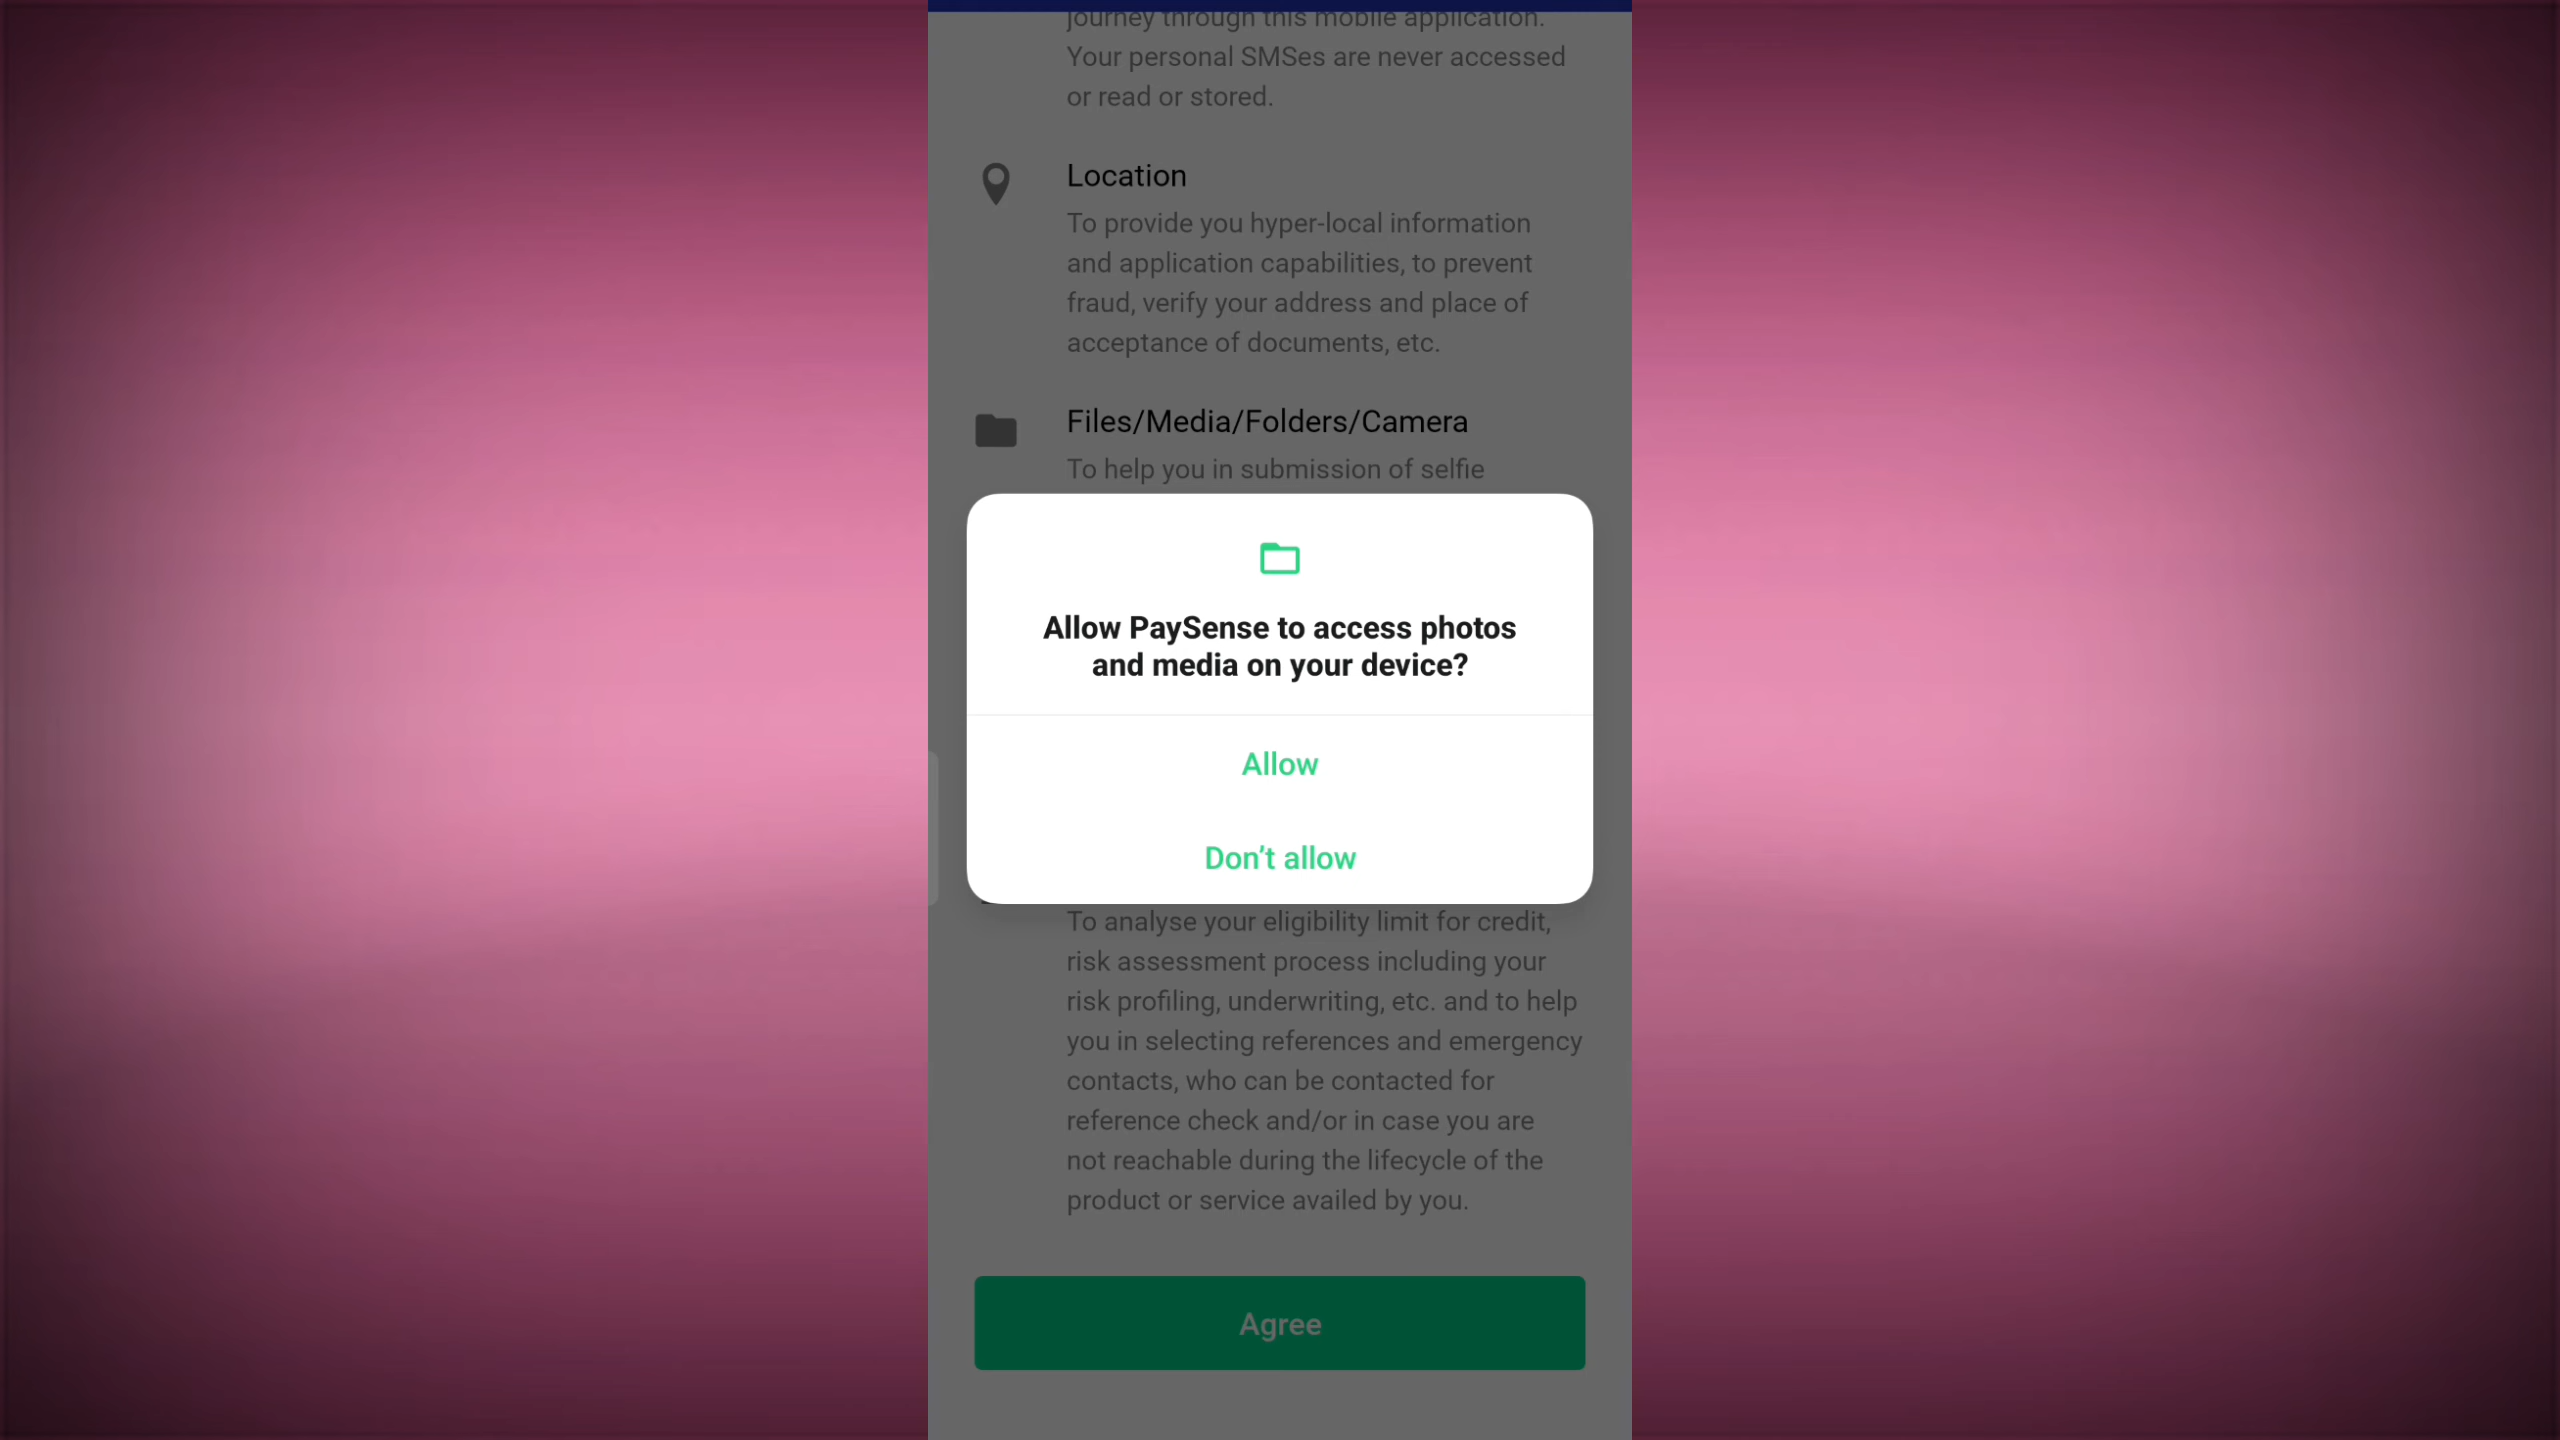 journey through this mobile application.
Your personal SMSes are never accessed
or read or stored.
Location
To provide you hyper-local information
and application capabilities, to prevent
fraud, verify your address and place of
acceptance of documents, etc.
Files/Media/Folders/Camera
To help you in submission of selfie
Allow PaySense to access photos
and media on your device?
Allow
Don’t allow
To analyse your eligibility limit for credit,
risk assessment process including your
risk profiling, underwriting, etc. and to help
you in selecting references and emergency
contacts, who can be contacted for
reference check and/or in case you are
not reachable during the lifecycle of the
product or service availed by you.
Agree